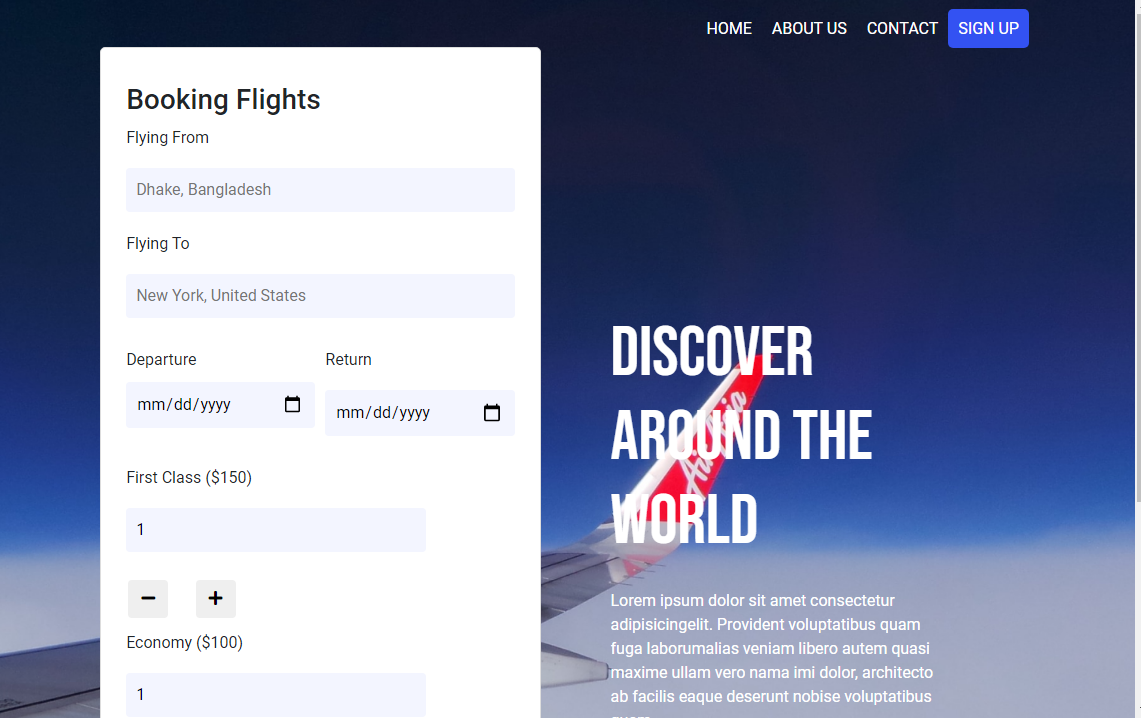 HOME ABOUT US CONTACT SIGN UP
Booking Flights
Flying From
Dhake, Bangladesh
Flying To
New York, United States
Departure Return
mm/dd/yyyy mm/dd/yyyy
First Class ($150)
1
Economy ($100)
1
DISCOVER
AROUND THE
WORLD
Lorem ipsum dolor sit amet consectetur
adipisicingelit. Provident voluptatibus quam
fuga laborumalias veniam libero autem quasi
maxime ullam vero nama imi dolor, architecto
ab facilis eaque deserunt nobise voluptatibus